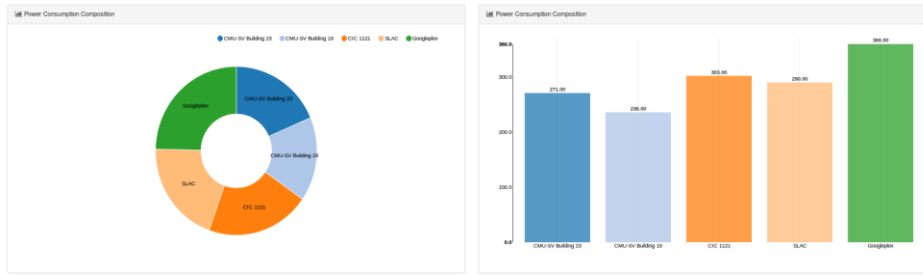 Power Consumption Composition
CMU-SV Building 23 CMU-SV Building 19 CIC 1121 SLAC Googleplex
Googleplex
CMU-SV Building 23
CMU-SV Building 19
SLAC
CIC 1121
Power Consumption Composition
360.0
300.0
200.0
100.0
0.0
271.00
236.00
303.00
290.00
360.00
CMU-SV Building 23 CMU-SV Building 19 CIC 1121 SLAC Googleplex